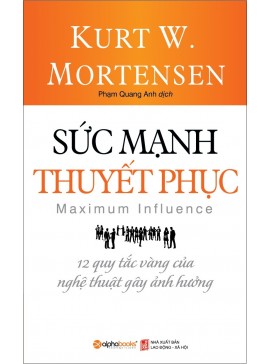 KURT W.
MORTENSEN
Phạm Quang Anh dịch
SỨC MẠNH
THUYẾT PHỤC
Maximum Influence
12 quy tắc vàng của
nghệ thuật gây ảnh hưởng
alphabooks
NHÀ XUẤT BẢN
LAO ĐỘNG - XÃ HỘI